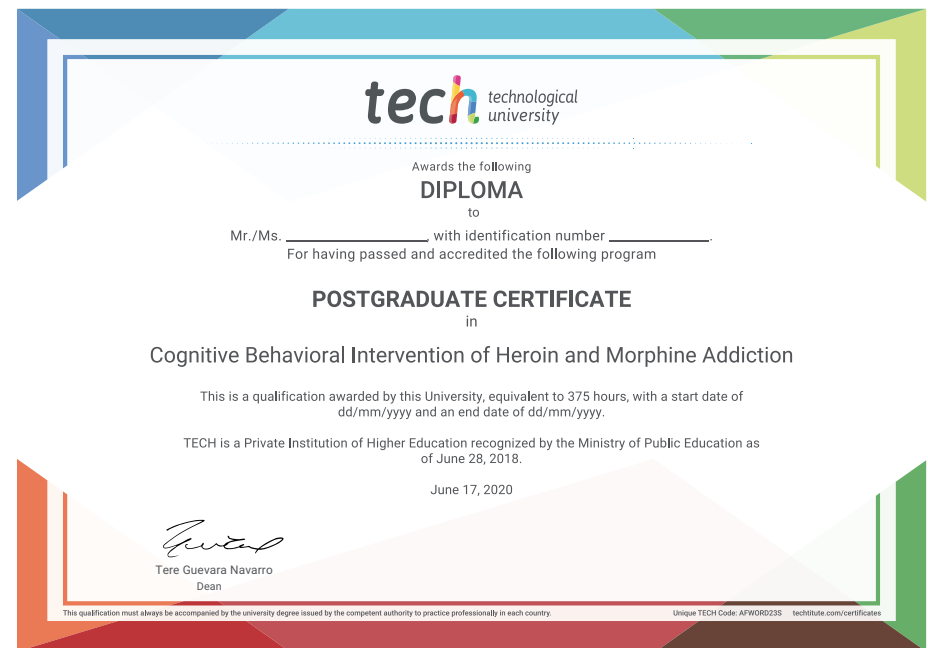 tech technological
university
Awards the following
DIPLOMA
to
Mr./Ms. ____________________, with identification number ______________.
For having passed and accredited the following program
POSTGRADUATE CERTIFICATE
in
Cognitive Behavioral Intervention of Heroin and Morphine Addiction
This is a qualification awarded by this University, equivalent to 375 hours, with a start date of
dd/mm/yyyy and an end date of dd/mm/yyyy.
TECH is a Private Institution of Higher Education recognized by the Ministry of Public Education as
of June 28, 2018.
June 17, 2020
Tere Guevara Navarro
Dean
This qualification must always be accompanied by the university degree issued by the competent authority to practice professionally in each country. Unique TECH Code: AFWORD23S techtitute.com/certificates